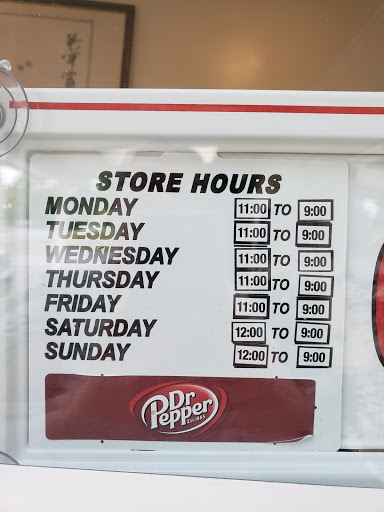 STORE HOURS
MONDAY 11:00 TO 9:00
TUESDAY 11:00 TO 9:00
WEDNESDAY 11:00 TO 9:00
THURSDAY 11:00 TO 9:00
FRIDAY 11:00 TO 9:00
SATURDAY 12:00 TO 9:00
SUNDAY 12:00 TO 9:00
Dr
Pepper